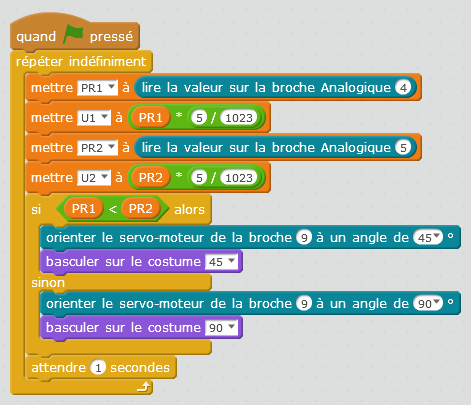 quand pressé
répéter indéfiniment
mettre PR1 à lire la valeur sur la broche Analogique 4
mettre U1 à PR1 * 5 / 1023
mettre PR2 à lire la valeur sur la broche Analogique 5
mettre U2 à PR2 * 5 / 1023
si PR1 < PR2 alors
orienter le servo-moteur de la broche 9 à un angle de 45 °
basculer sur le costume 45
sinon
orienter le servo-moteur de la broche 9 à un angle de 90 °
basculer sur le costume 90
attendre 1 secondes